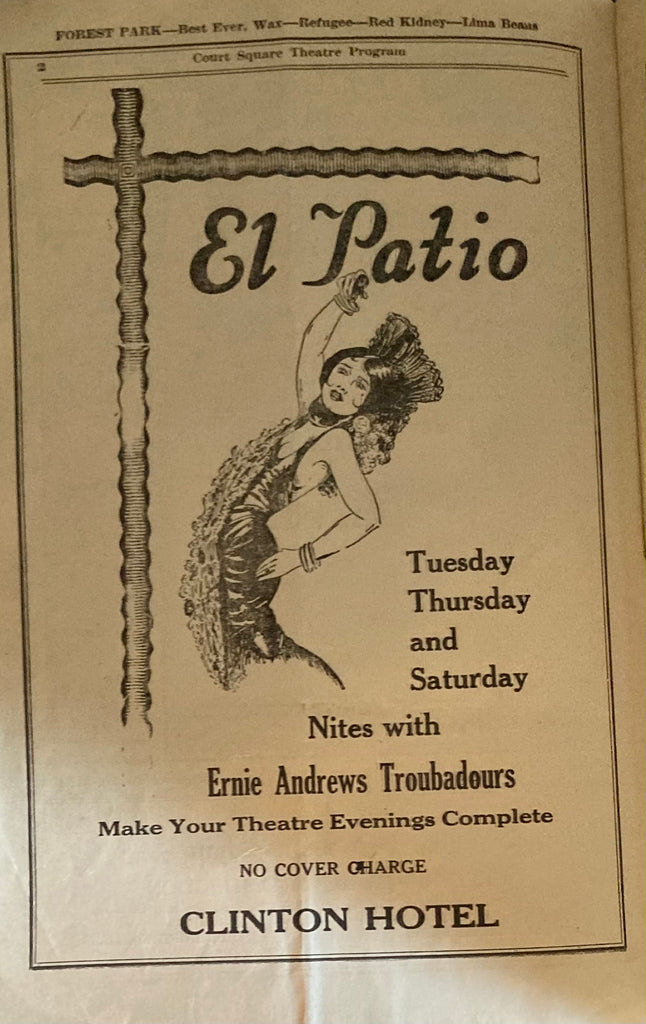 FOREST PARK—Best Ever, Wax—Refugee—Red Kidney—Lima Beans
2
Court Square Theatre Program
El Patio
Tuesday
Thursday
and
Saturday
Nites with
Ernie Andrews Troubadours
Make Your Theatre Evenings Complete
NO COVER CHARGE
CLINTON HOTEL